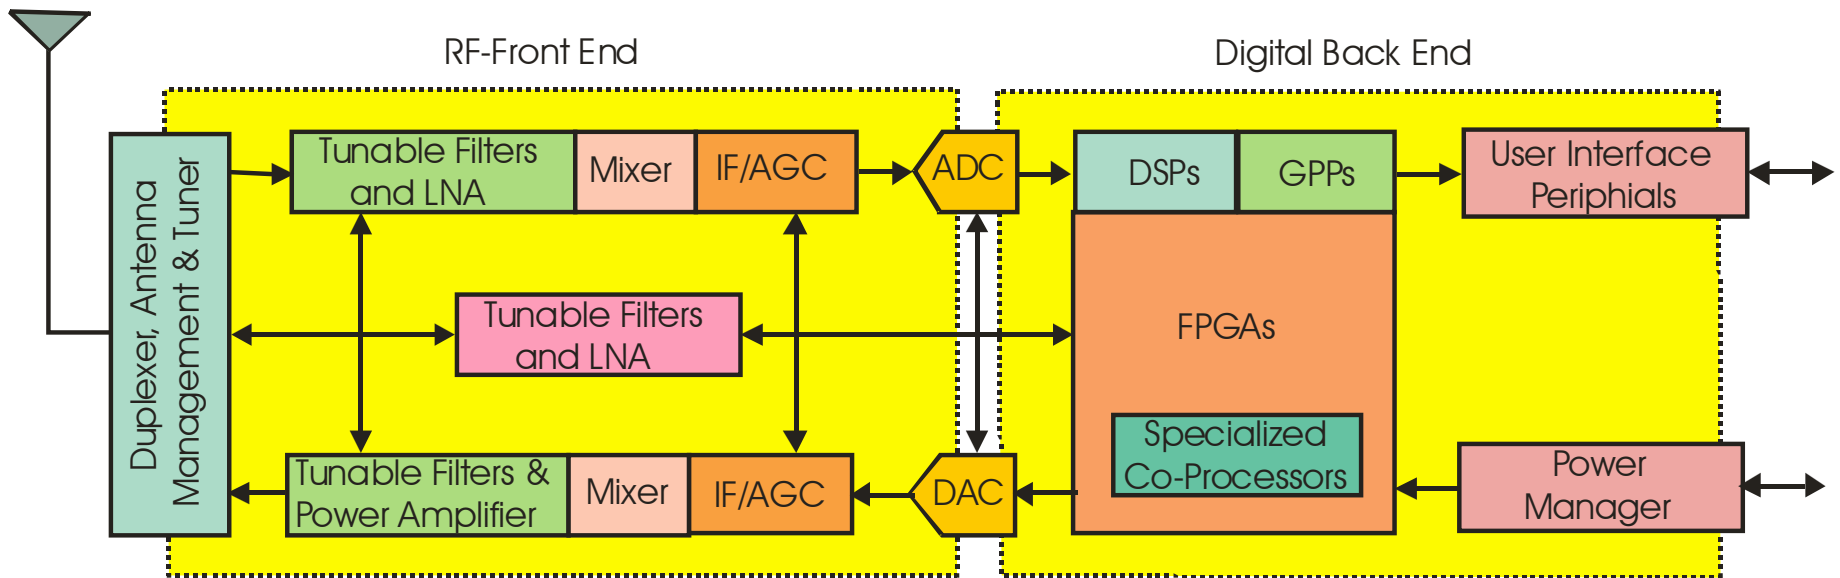 RF-Front End
Digital Back End
Duplexer, Antenna
Management & Tuner
Tunable Filters
and LNA
Mixer
IF/AGC
ADC
DSPs
GPPs
User Interface
Periphials
Tunable Filters
and LNA
FPGAs
Specialized
Co-Processors
Tunable Filters &
Power Amplifier
Mixer
IF/AGC
DAC
Power
Manager